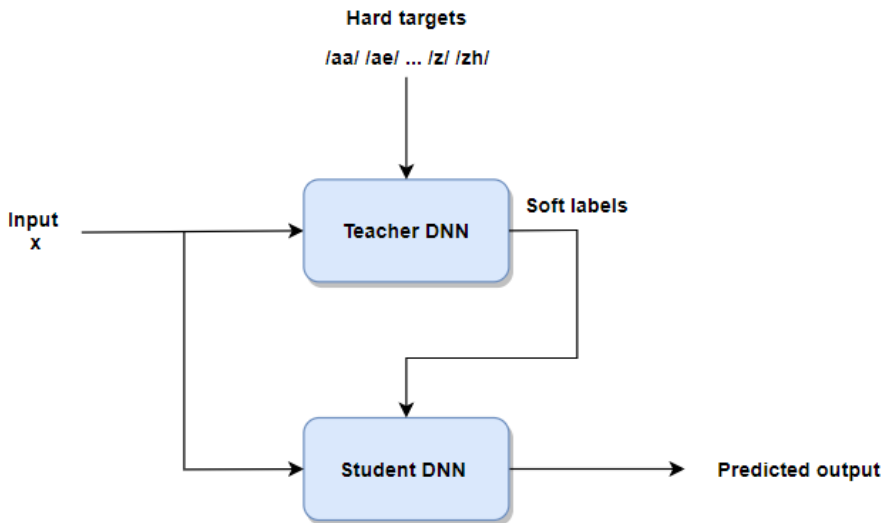 Hard targets
/aa/ /ae/ ... /z/ /zh/
Input
x
Teacher DNN
Soft labels
Student DNN
Predicted output